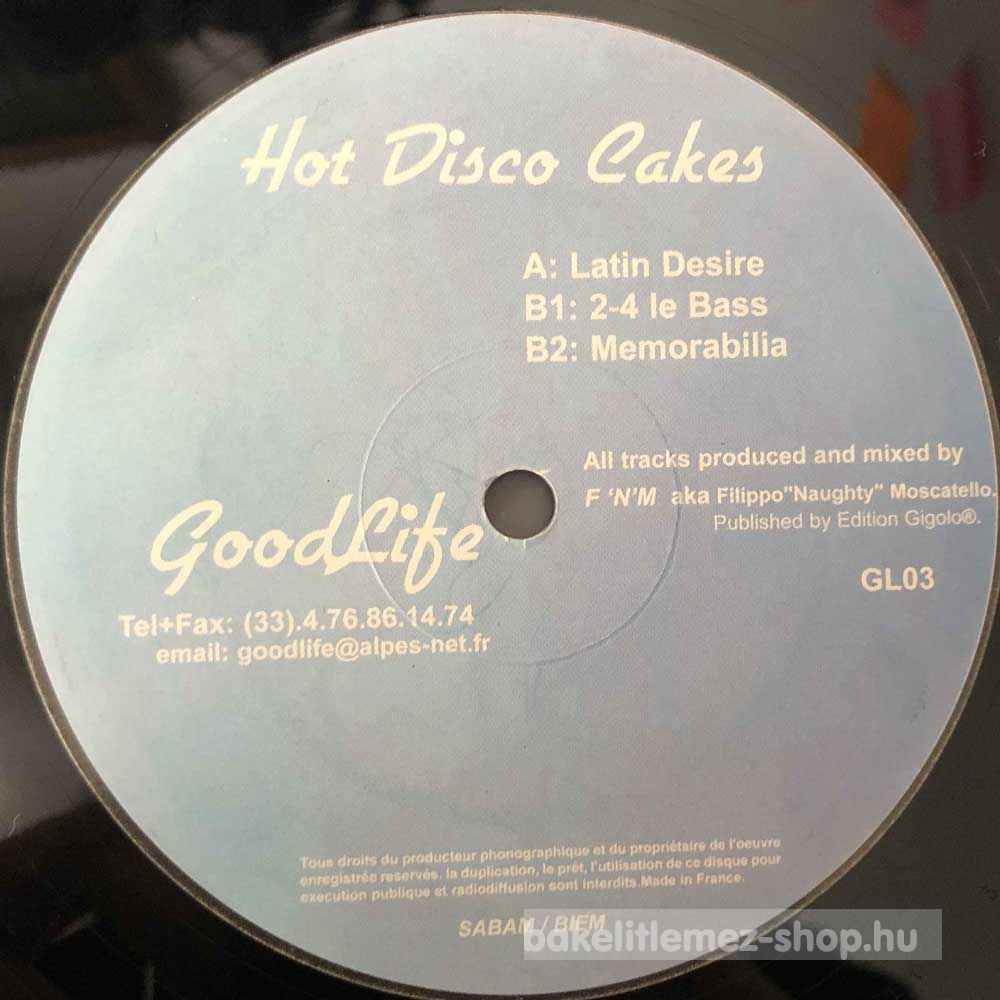 Hot Disco Cakes
A: Latin Desire
B1: 2-4 le Bass
B2: Memorabilia
All tracks produced and mixed by
F 'N'M aka Filippo"Naughty" Moscatello.
Published by Edition Gigolo®.
GL03
GoodLife
Tel+Fax: (33).4.76.86.14.74
email: goodlife@alpes-net.fr
Tous droits du producteur phonographique et du propriétaire de l'oeuvre
enregistrée reservés. la duplication, le prêt, l'utilisation de ce disque pour
execution publique et radiodiffusion sont interdits.Made in France.
SABAM / BIEM
bakelitlemez-shop.hu